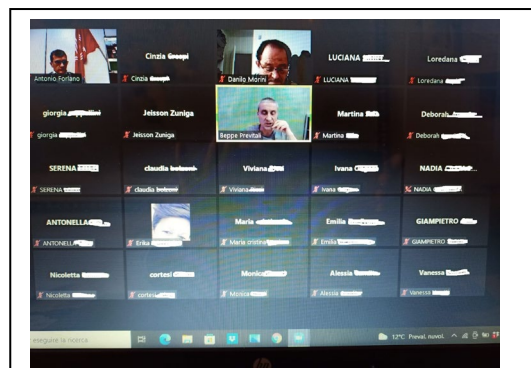 Cinzia
LUCIANA
Loredana
Antonio Forlano
Cinzia
Danilo Morini
LUCIANA
Loredana
giorgia
Jeisson Zuniga
Martina
Deborah
giorgia
Jeisson Zuniga
Beppe Previtali
Martina
Deborah
SERENA
claudia
Viviana
Ivana
NADIA
SERENA
claudia
Viviana
Ivana
NADIA
ANTONELLA
Maria
Emilia
GIAMPIETRO
ANTONELLA
Erika
Maria cristina
Emilia
GIAMPIETRO
Nicoletta
cortesi
Monica
Alessia
Vanessa
Nicoletta
cortesi
Monica
Alessia
Vanessa
eseguire la ricerca
12°C Preval. nuvol.
hp